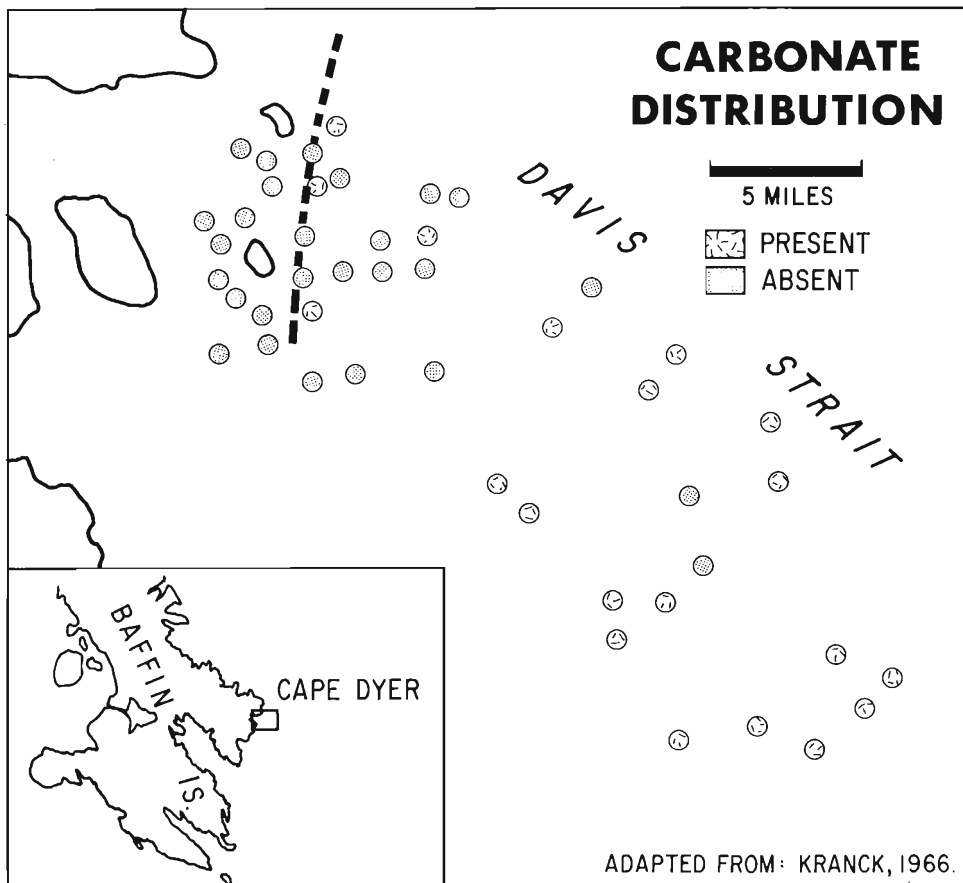 CARBONATE
DISTRIBUTION
5 MILES
PRESENT
ABSENT
DAVIS
STRAIT
BAFFIN
IS.
CAPE DYER
ADAPTED FROM: KRANCK, 1966.